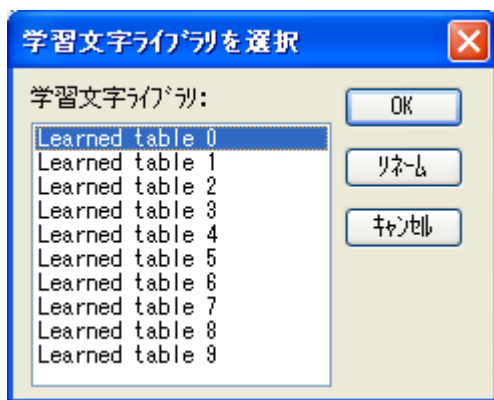 学習文字ﾗｲﾌﾞﾗﾘを選択
学習文字ﾗｲﾌﾞﾗﾘ:
Learned table 0
Learned table 1
Learned table 2
Learned table 3
Learned table 4
Learned table 5
Learned table 6
Learned table 7
Learned table 8
Learned table 9
OK
ﾘﾈｰﾑ
ｷｬﾝｾﾙ